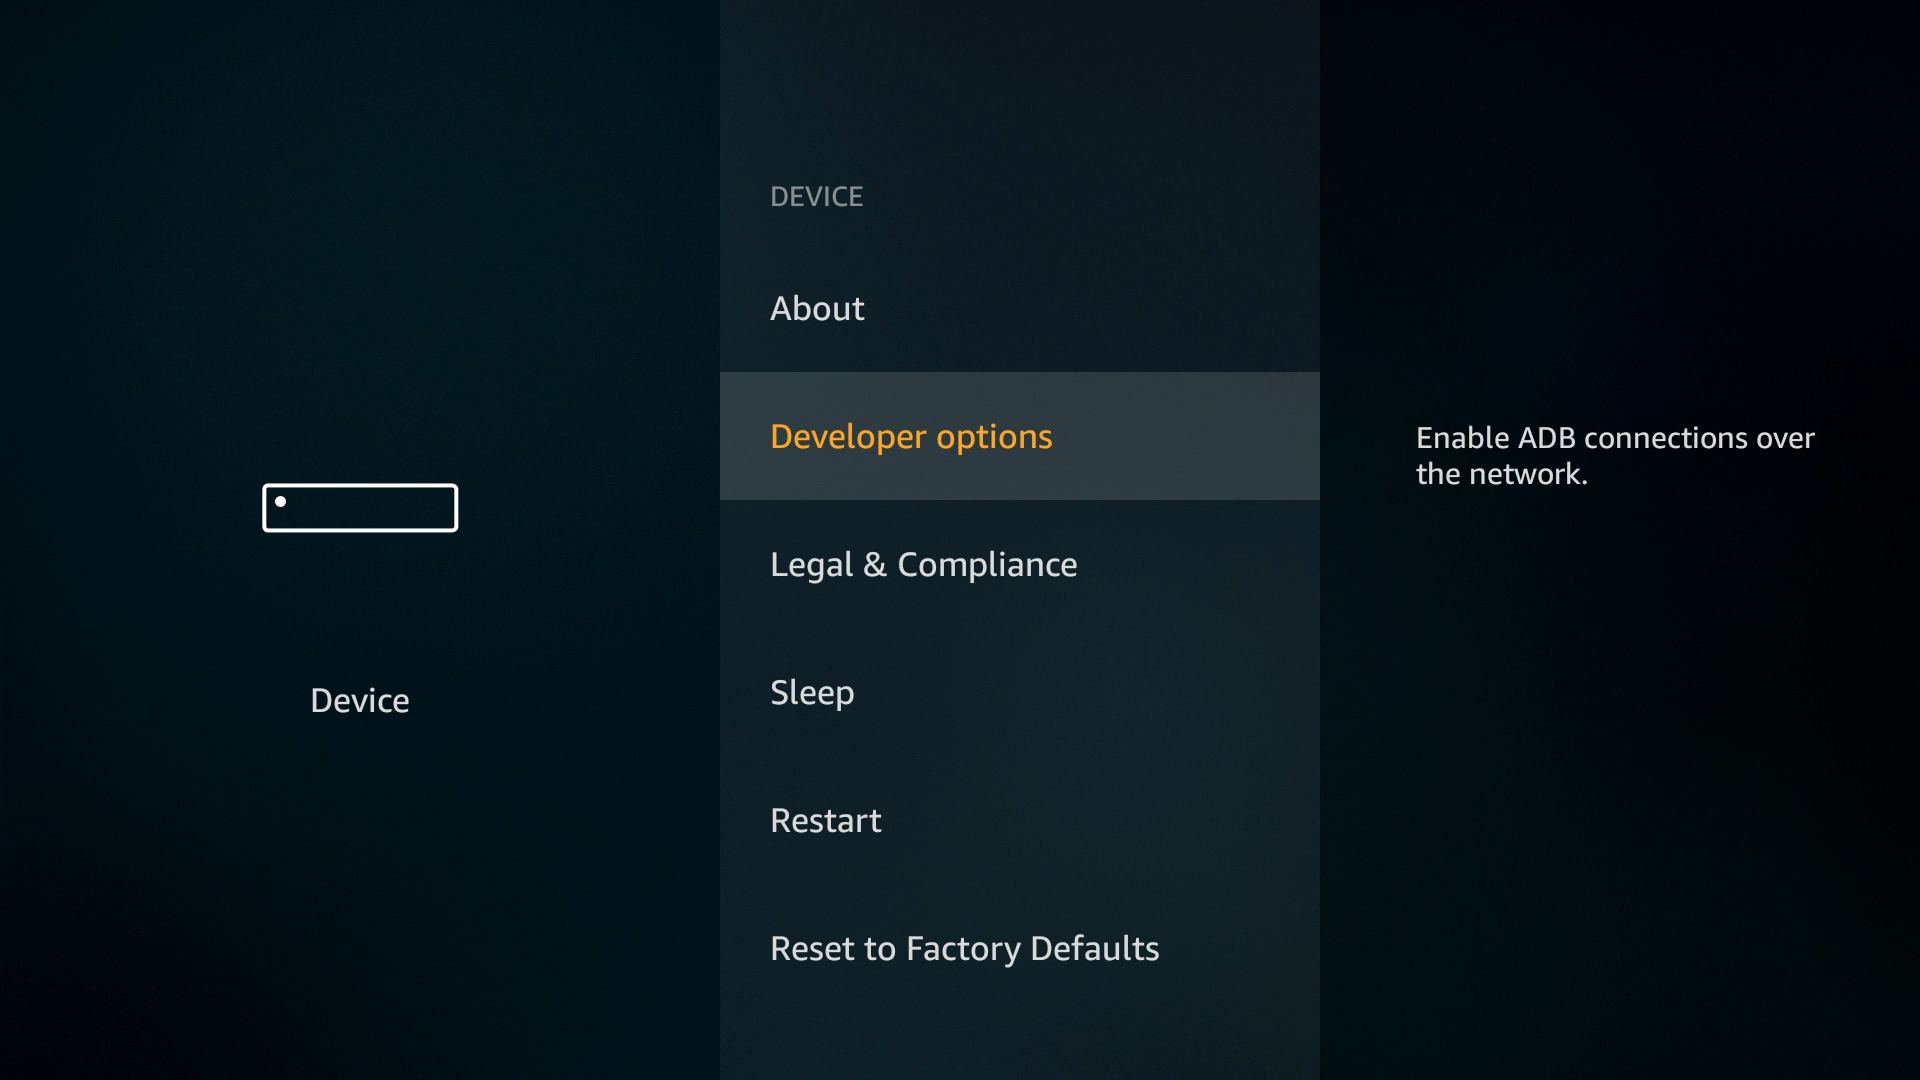 DEVICE
About
Developer options
Enable ADB connections over
the network.
Legal & Compliance
Sleep
Device
Restart
Reset to Factory Defaults